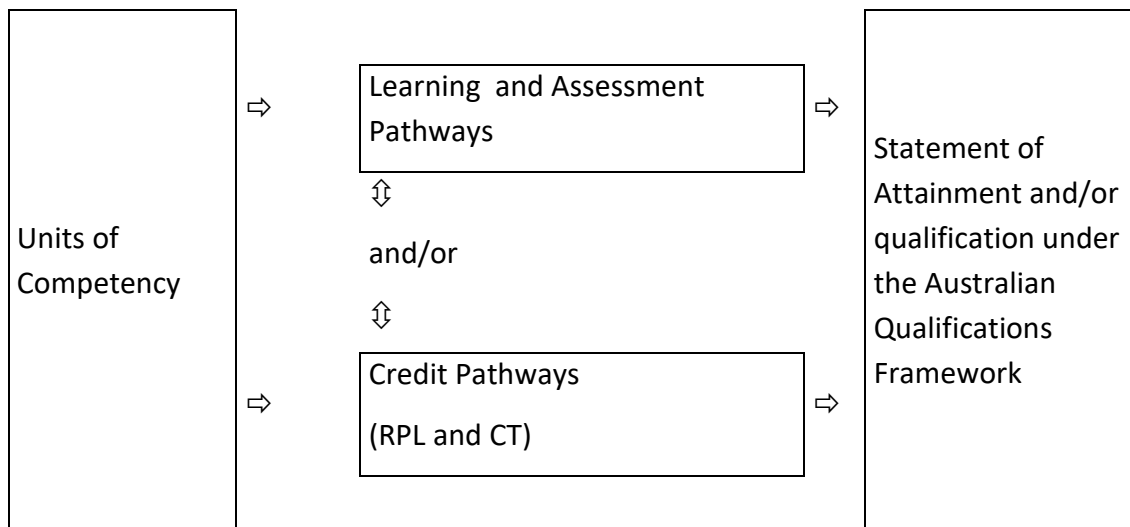 Units of
Competency
⇨
Learning and Assessment
Pathways
⇨
⇳
and/or
⇳
⇨
Credit Pathways
(RPL and CT)
⇨
Statement of
Attainment and/or
qualification under
the Australian
Qualifications
Framework